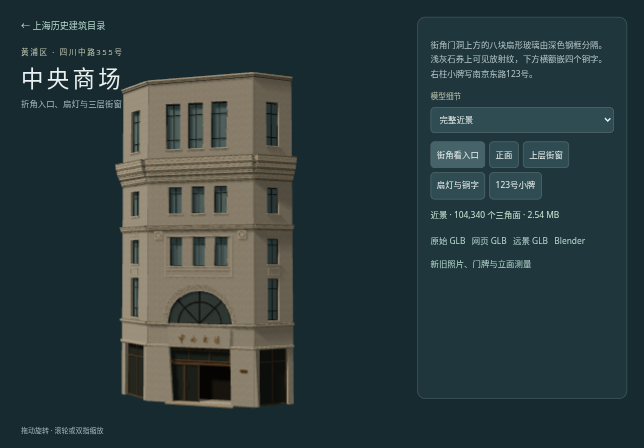 ← 上海历史建筑目录
黄浦区 · 四川中路355号
中央商场
折角入口、扇灯与三层街窗
街角门洞上方的八块扇形玻璃由深色钢框分隔。
浅灰石券上可见放射纹，下方横额嵌四个铜字。
右柱小牌写南京东路123号。
模型细节
完整近景
街角看入口 正面 上层街窗
扇灯与铜字 123号小牌
近景 · 104,340 个三角面 · 2.54 MB
原始 GLB 网页 GLB 远景 GLB Blender
新旧照片、门牌与立面测量
拖动旋转 · 滚轮或双指缩放